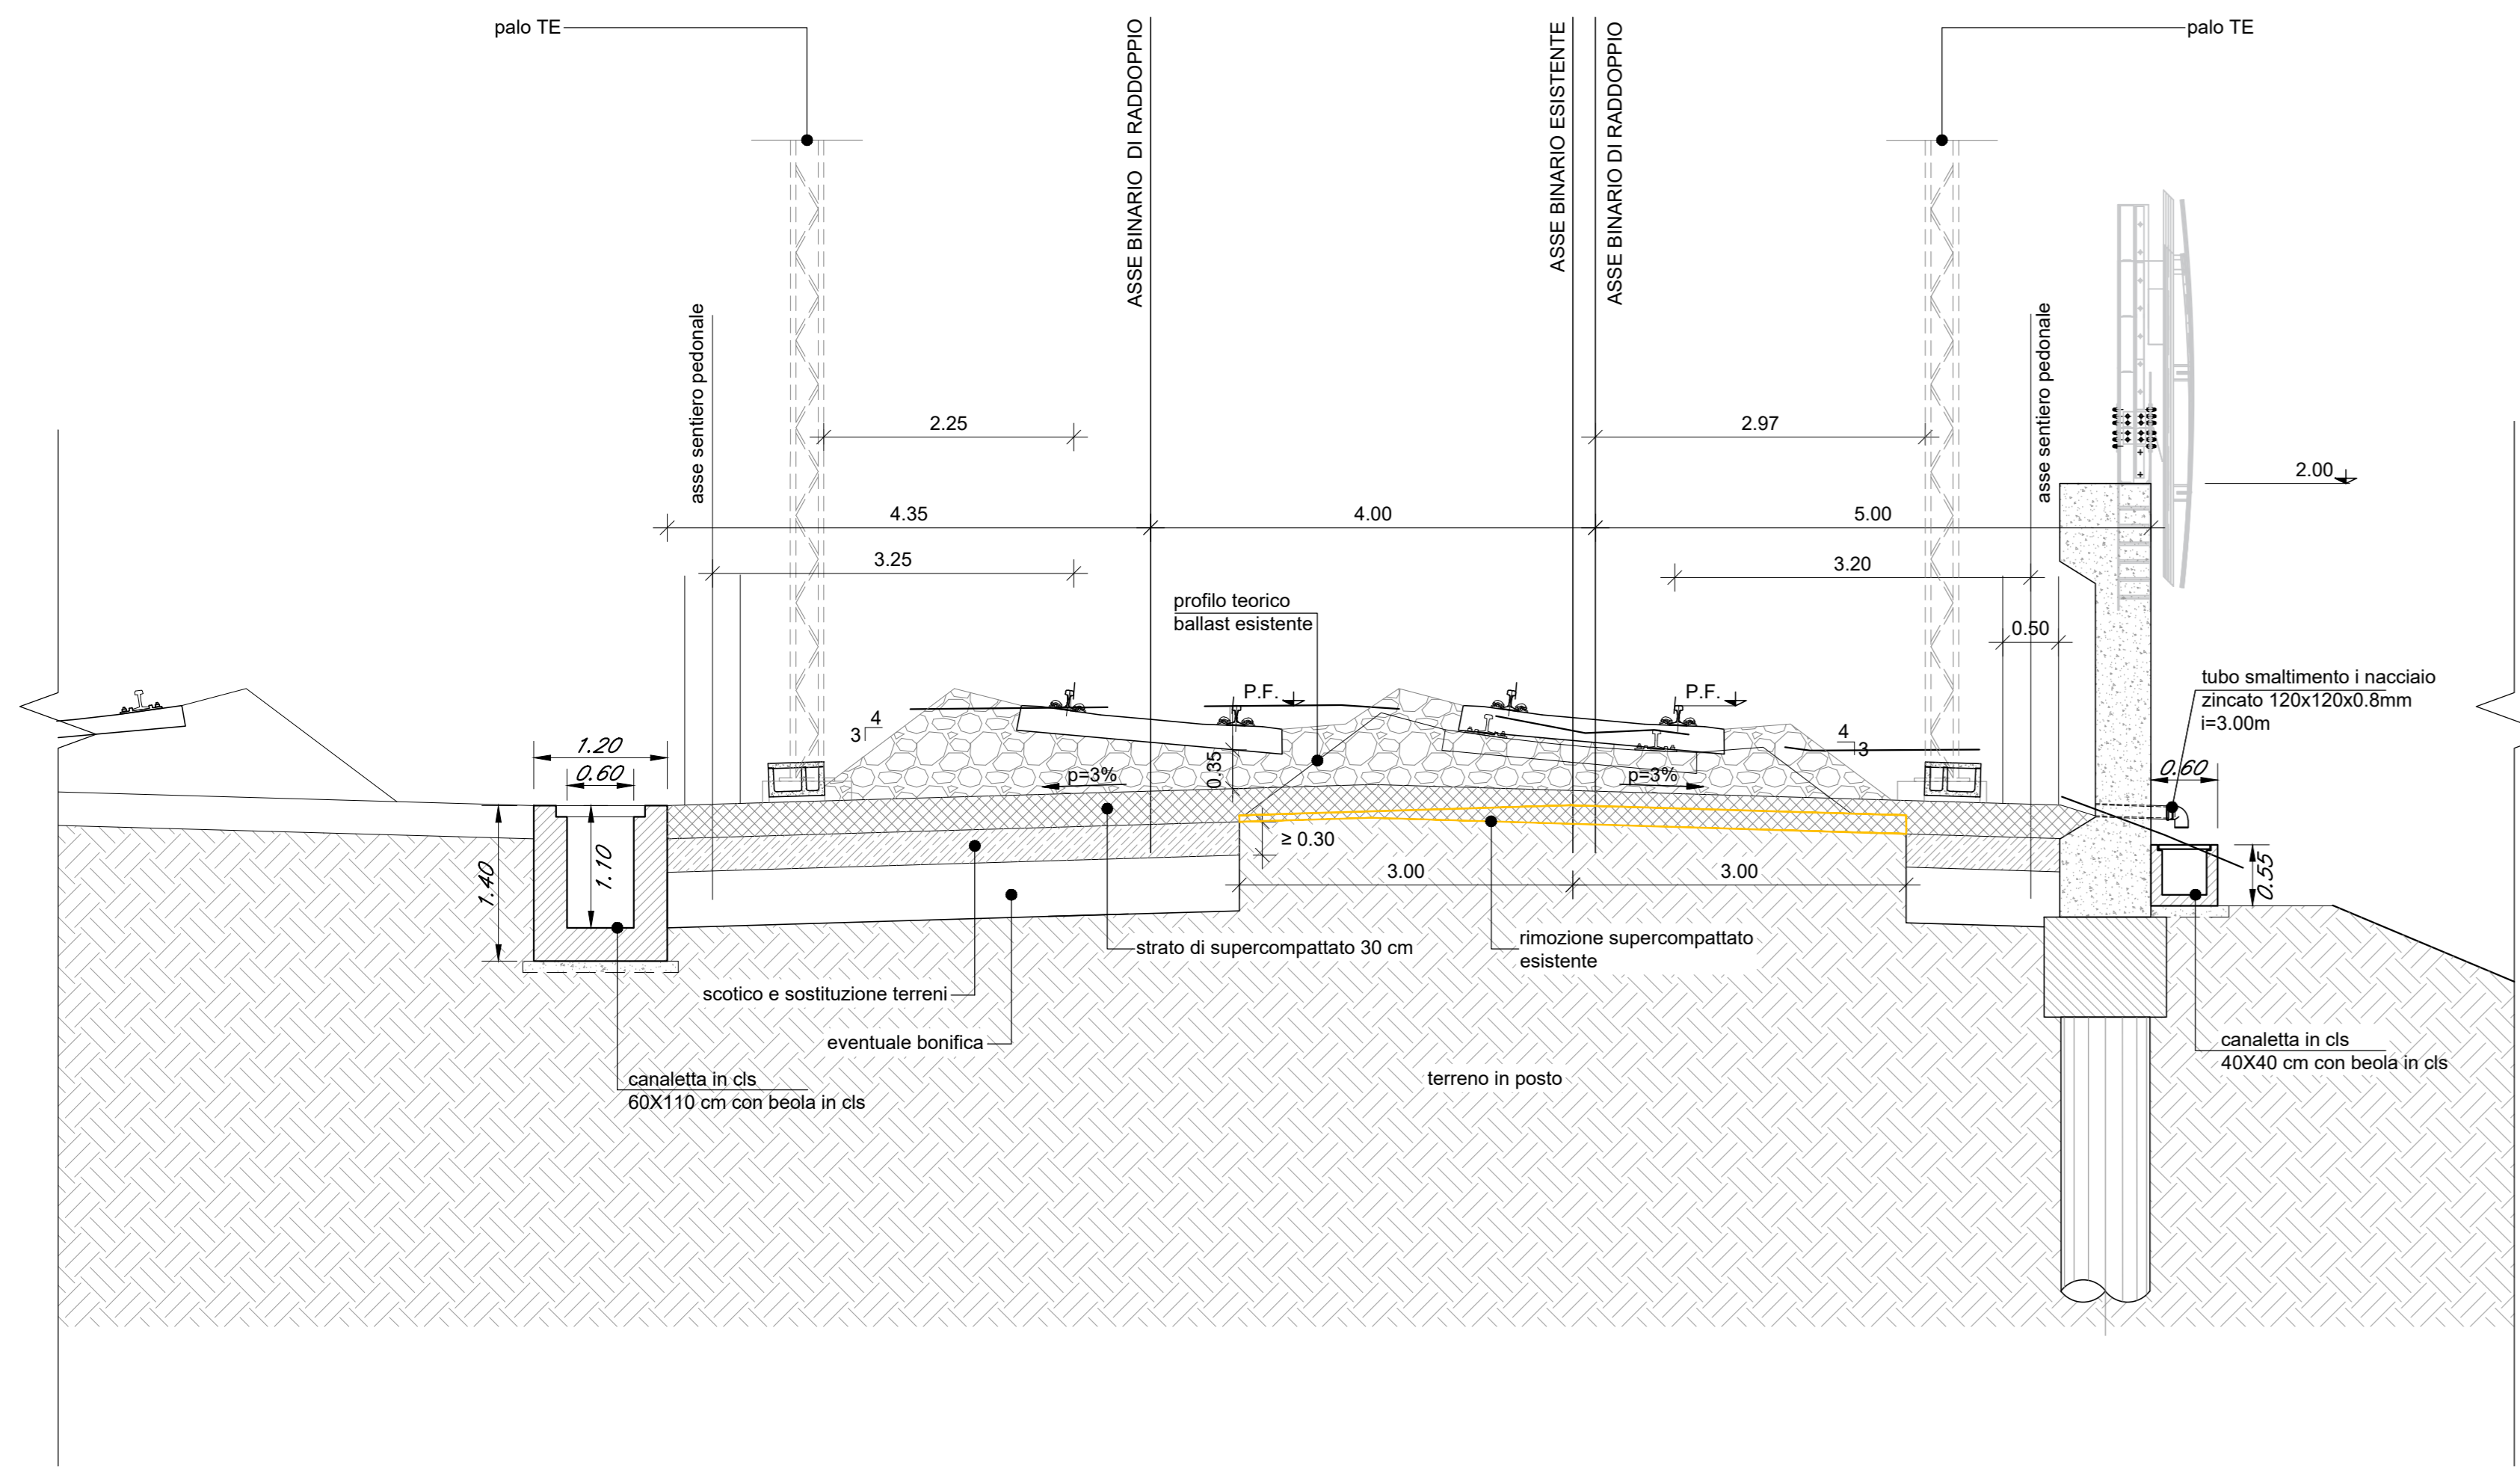 palo TE
palo TE
ASSE BINARIO  DI RADDOPPIO
ASSE BINARIO ESISTENTE
ASSE BINARIO DI RADDOPPIO
asse sentiero pedonale
asse sentiero pedonale
2.25
2.97
2.00
4.35
4.00
5.00
3.25
3.20
profilo teorico
ballast esistente
0.50
tubo smaltimento i nacciaio
zincato 120x120x0.8mm
i=3.00m
P.F.
P.F.
4
3
4
3
1.20
0.60
p=3%
0.35
p=3%
0.60
1.40
1.10
≥ 0.30
3.00
3.00
0.55
strato di supercompattato 30 cm
rimozione supercompattato
esistente
scotico e sostituzione terreni
eventuale bonifica
canaletta in cls
60X110 cm con beola in cls
terreno in posto
canaletta in cls
40X40 cm con beola in cls